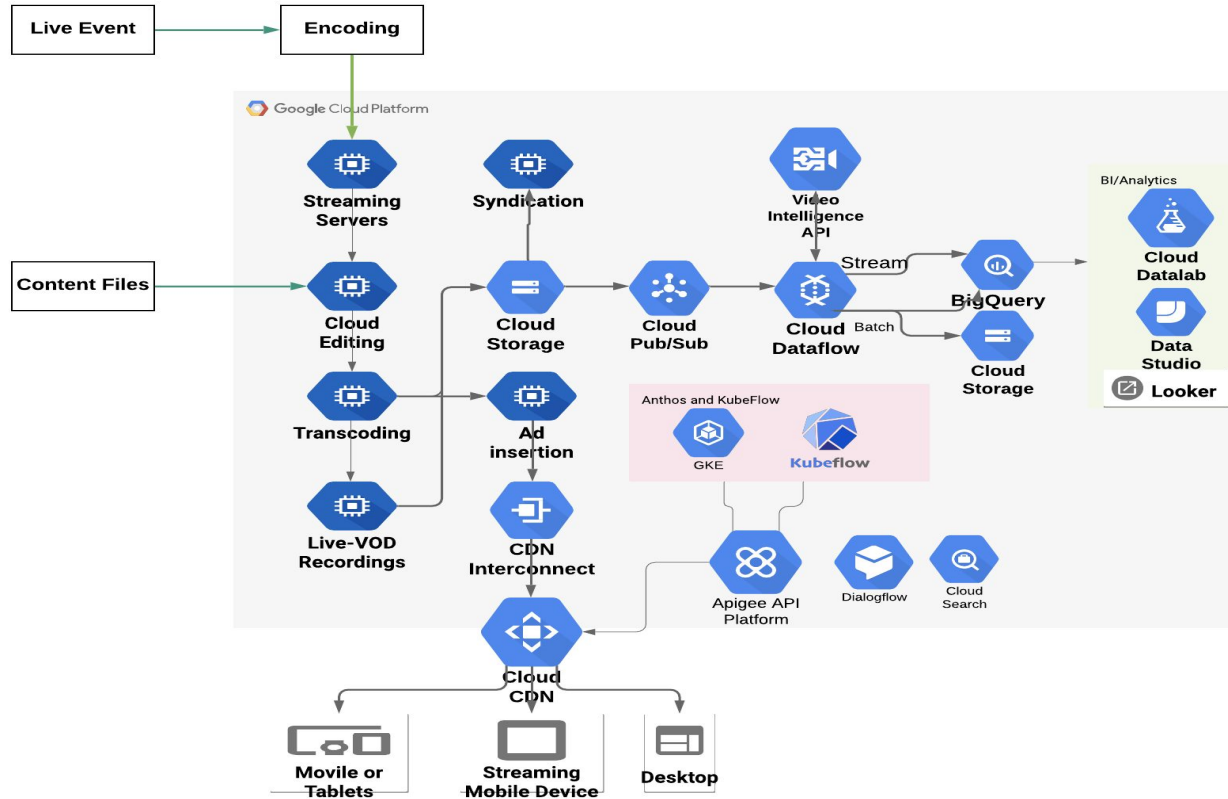 Live Event
Encoding
Google Cloud Platform
Streaming
Servers
Syndication
Video
Intelligence
API
BI/Analytics
Cloud
Datalab
Content Files
Cloud
Editing
Cloud
Storage
Cloud
Pub/Sub
Stream
Cloud
Dataflow
Batch
BigQuery
Cloud
Storage
Data
Studio
Looker
Transcoding
Ad
insertion
Anthos and KubeFlow
GKE
Kubeflow
Live-VOD
Recordings
CDN
Interconnect
Apigee API
Platform
Dialogflow
Cloud
Search
Cloud
CDN
Movile or
Tablets
Streaming
Mobile Device
Desktop